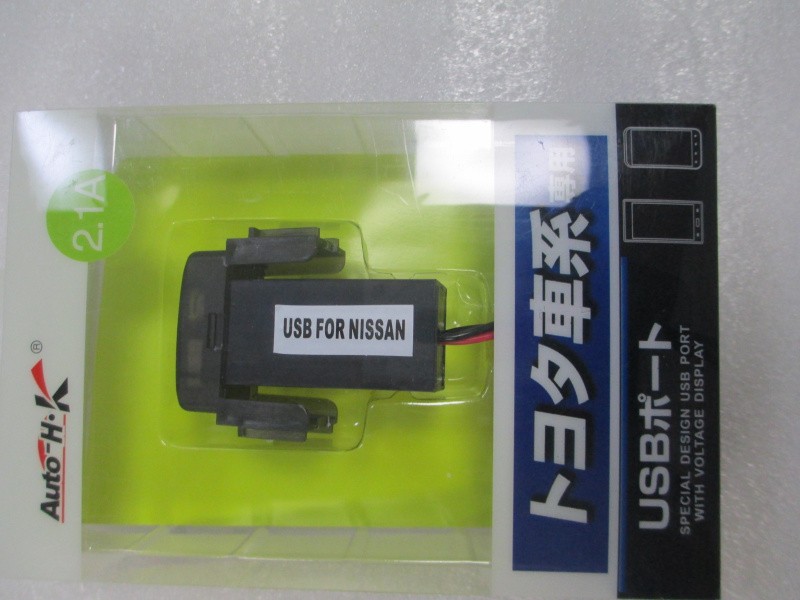 Auto-H·K®
2.1A
USB FOR NISSAN
トヨタ車系専用
USBポート
SPECIAL DESIGN USB PORT
WITH VOLTAGE DISPLAY